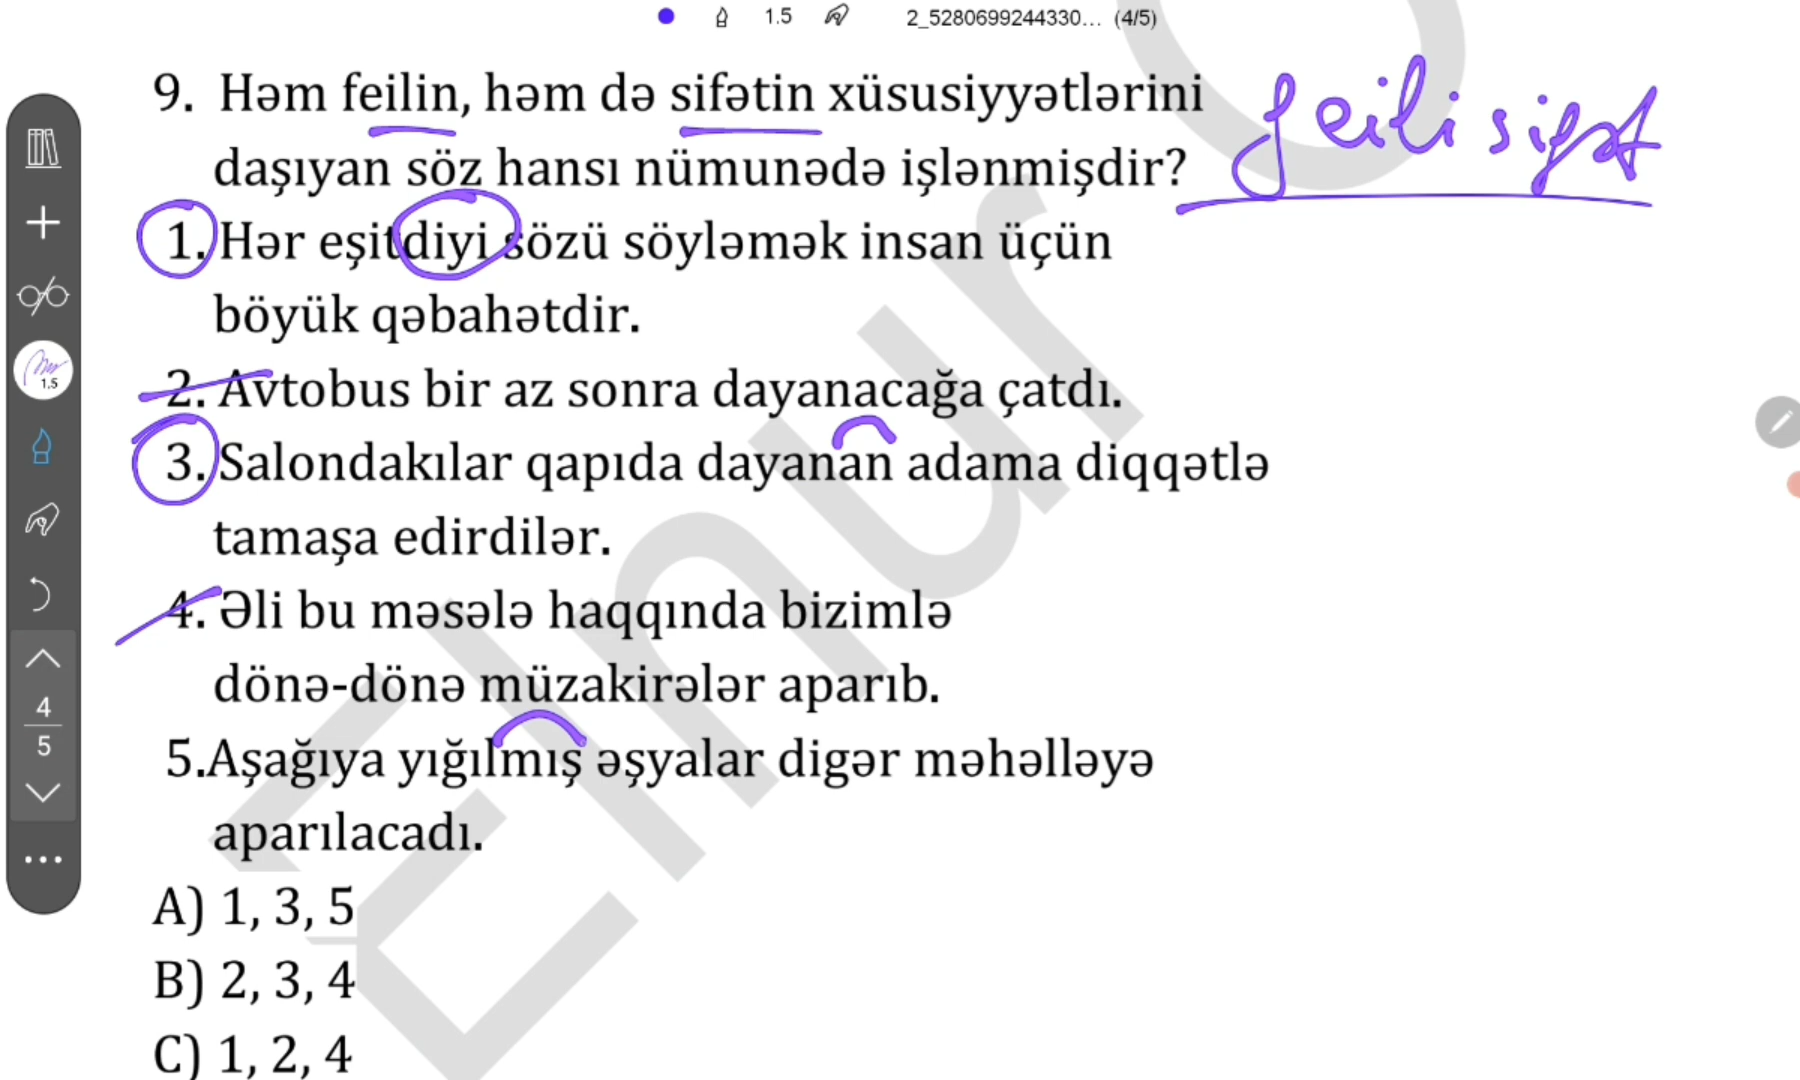 1.5 2_5280699244330... (4/5)
9. Həm feilin, həm də sifətin xüsusiyyətlərini
daşıyan söz hansı nümunədə işlənmişdir?
feili sifət
1. Hər eşitdiyi sözü söyləmək insan üçün
böyük qəbahətdir.
2. Avtobus bir az sonra dayanacağa çatdı.
3. Salondakılar qapıda dayanan adama diqqətlə
tamaşa edirdilər.
4. Əli bu məsələ haqqında bizimlə
dönə-dönə müzakirələr aparıb.
5.Aşağıya yığılmış əşyalar digər məhəlləyə
aparılacadı.
A) 1, 3, 5
B) 2, 3, 4
C) 1, 2, 4
1.5
4
5
Elnur